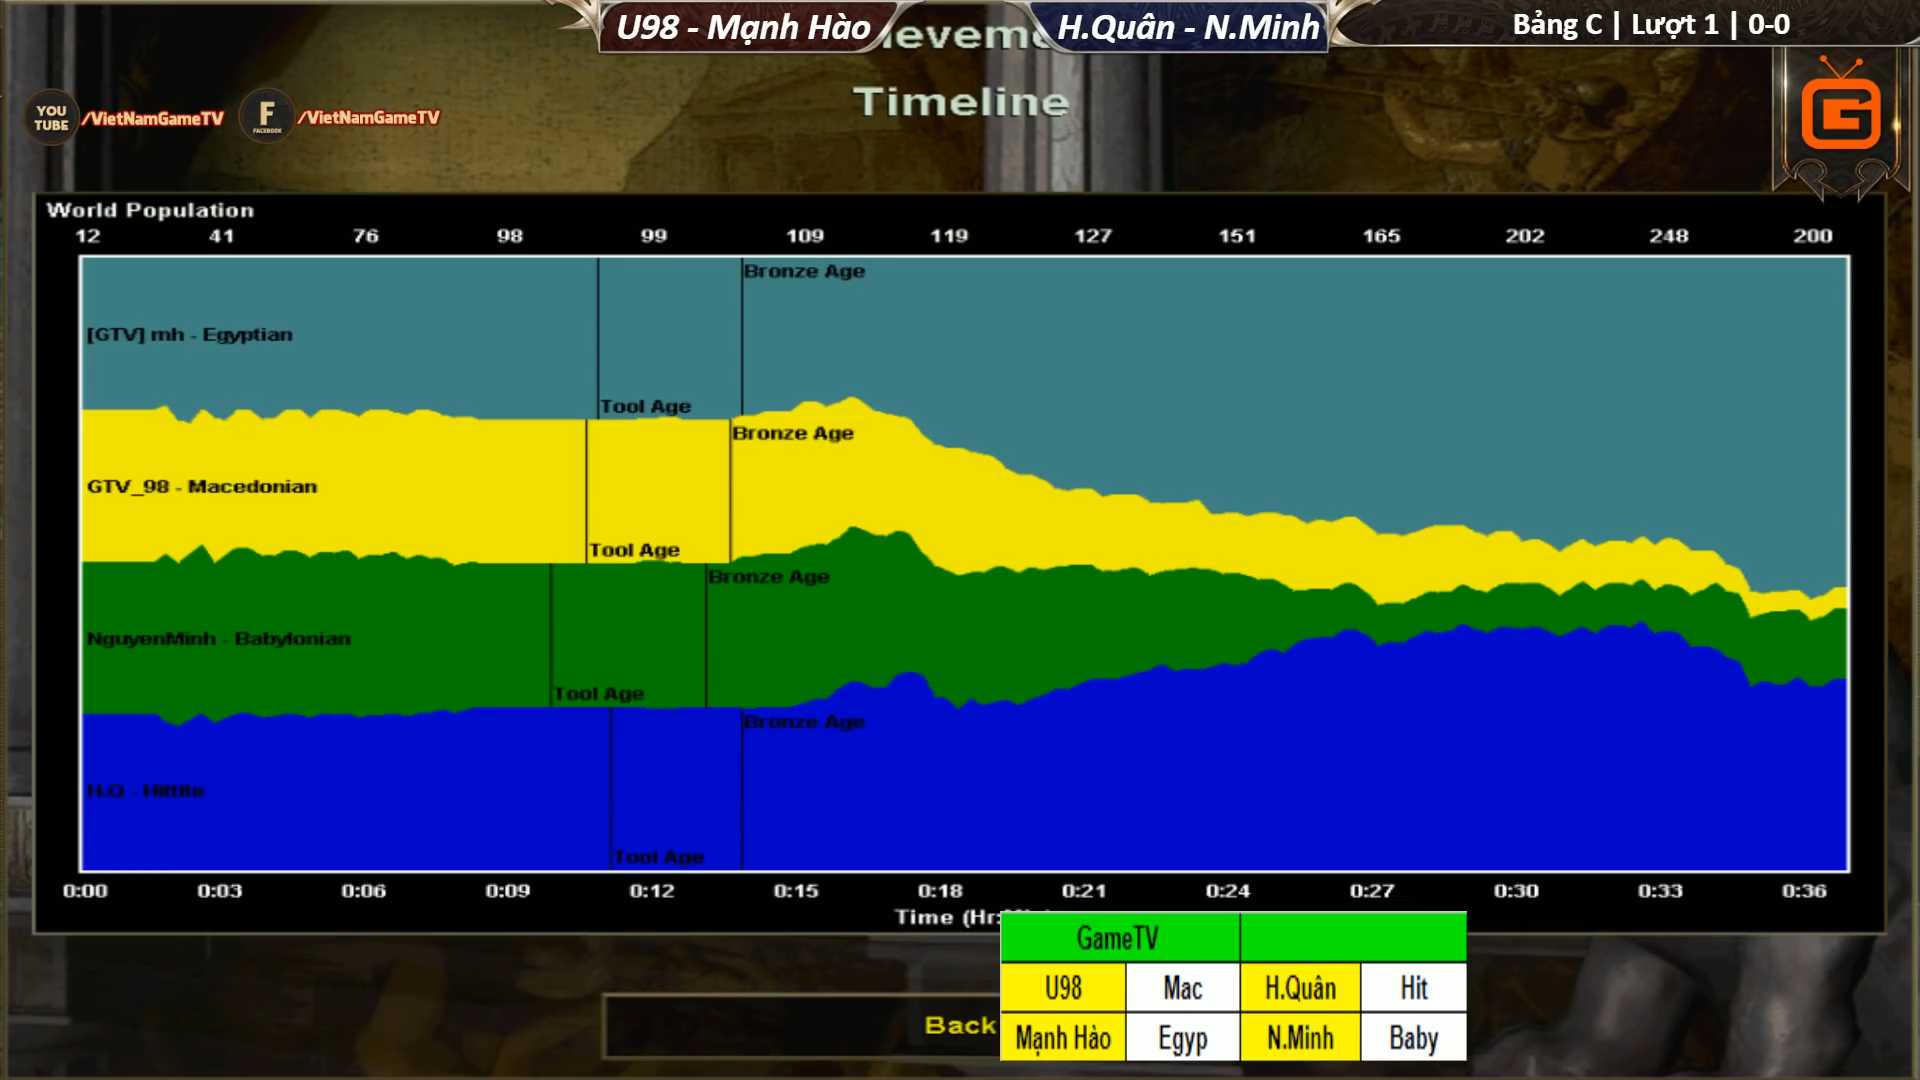 U98 - Mạnh Hào
H.Quân - N.Minh
Bảng C | Lượt 1 | 0-0
Timeline
YOU TUBE /VietNamGameTV
F FACEBOOK /VietNamGameTV
World Population
12 41 76 98 99 109 119 127 151 165 202 248 200
Bronze Age
[GTV] mh - Egyptian
Tool Age
Bronze Age
GTV_98 - Macedonian
Tool Age
Bronze Age
NguyenMinh - Babylonian
Tool Age
Bronze Age
H.Q - Hittite
Tool Age
0:00 0:03 0:06 0:09 0:12 0:15 0:18 0:21 0:24 0:27 0:30 0:33 0:36
Time
GameTV
U98 Mac H.Quân Hit
Back
Mạnh Hào Egyp N.Minh Baby